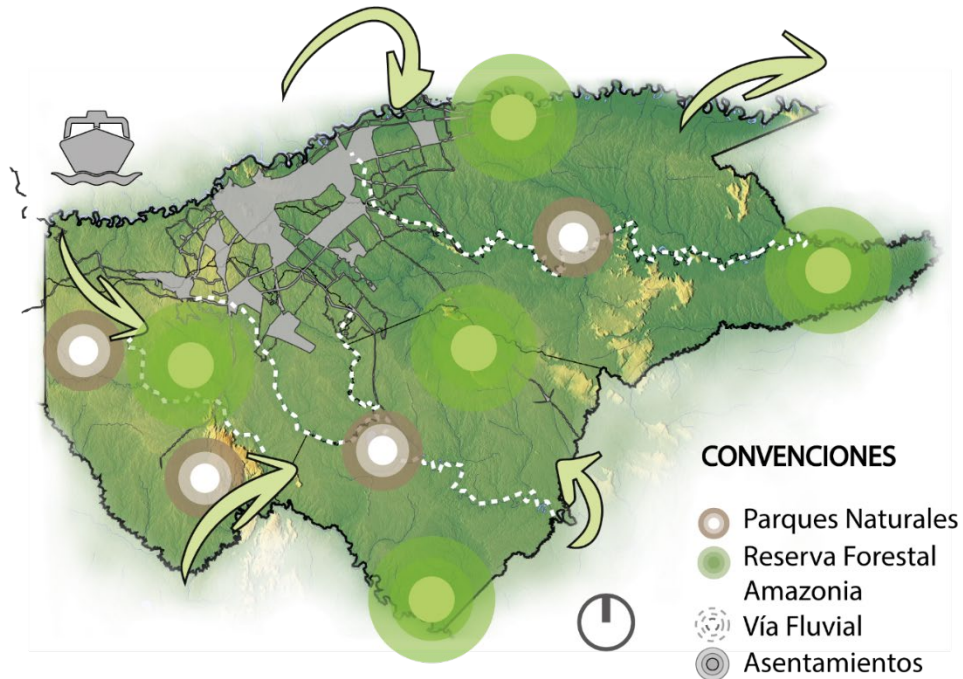 CONVENCIONES
Parques Naturales
Reserva Forestal
Amazonia
Vía Fluvial
Asentamientos